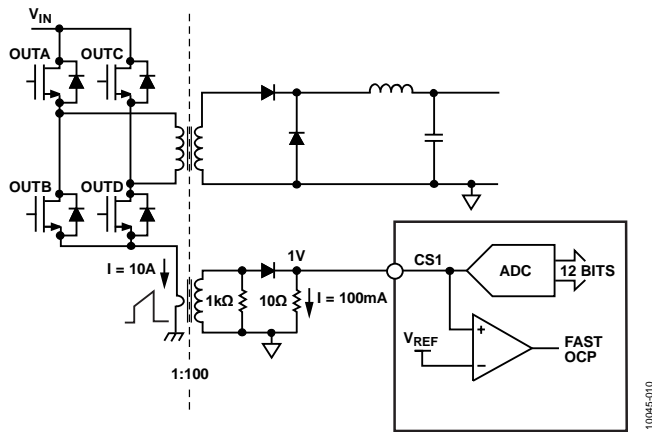 VIN
OUTA OUTC
OUTB OUTD
I = 10A
1:100
1kΩ
10Ω
1V
I = 100mA
CS1
ADC
12 BITS
VREF
+
−
FAST
OCP
10045-010